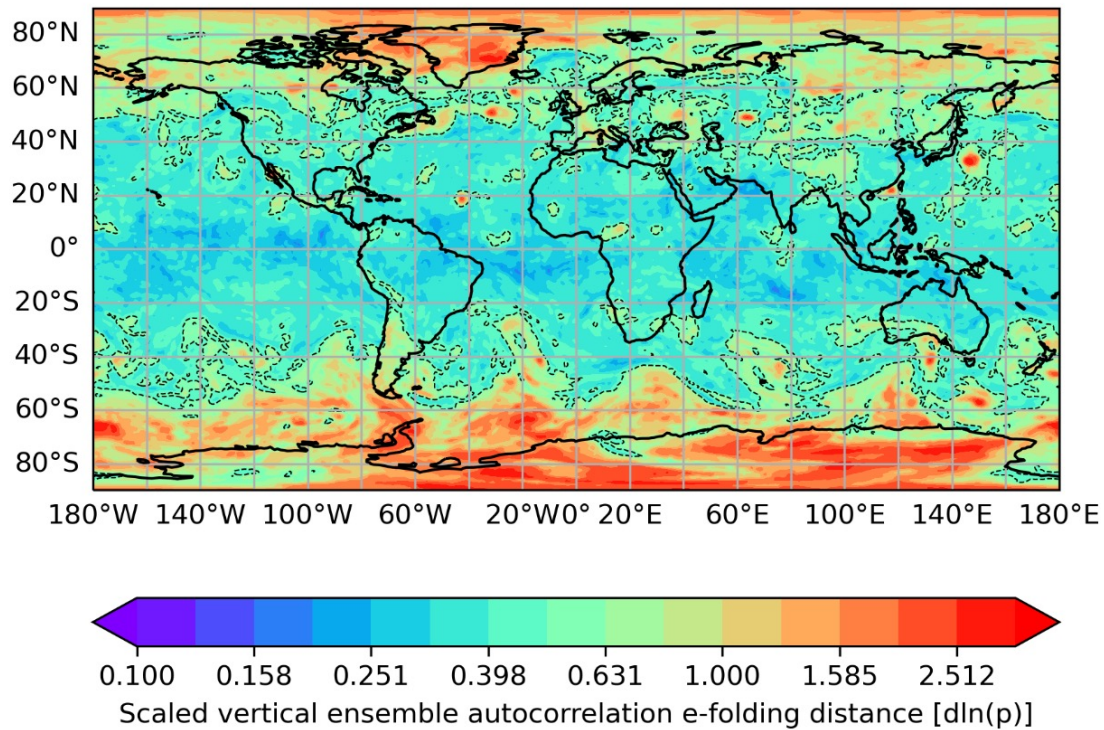 80°N
60°N
40°N
20°N
0°
20°S
40°S
60°S
80°S
180°W 140°W 100°W 60°W 20°W 0° 20°E 60°E 100°E 140°E 180°E
0.100 0.158 0.251 0.398 0.631 1.000 1.585 2.512
Scaled vertical ensemble autocorrelation e-folding distance [dln(p)]